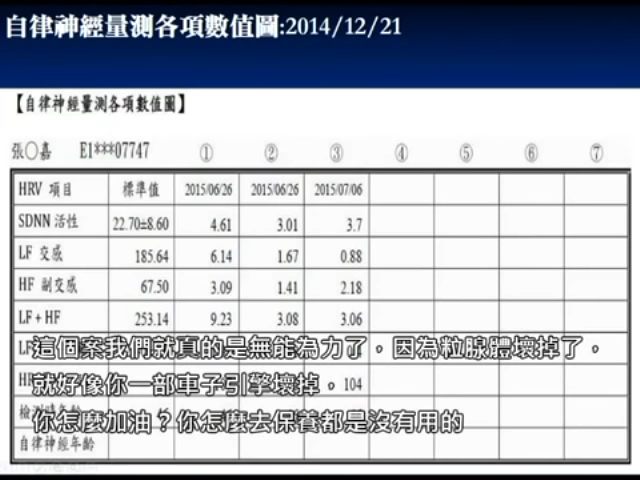 自律神經量測各項數值圖:2014/12/21
【自律神經量測各項數值圖】
張〇嘉 E1***07747 ① ② ③ ④ ⑤ ⑥ ⑦
HRV 項目 標準值 2015/06/26 2015/06/26 2015/07/06
SDNN 活性 22.70±8.60 4.61 3.01 3.7
LF 交感 185.64 6.14 1.67 0.88
HF 副交感 67.50 3.09 1.41 2.18
LF+HF 253.14 9.23 3.08 3.06
這個案我們就真的是無能為力了，因為粒腺體壞掉了，
就好像你一部車子引擎壞掉。 104
你怎麼加油？你怎麼去保養都是沒有用的
自律神經年齡